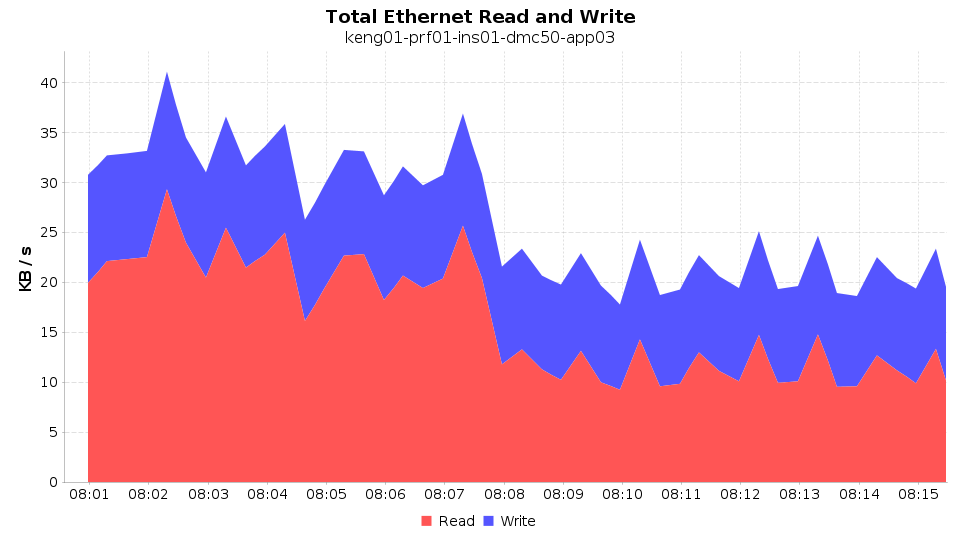 Total Ethernet Read and Write
keng01-prf01-ins01-dmc50-app03
KB / s
40
35
30
25
20
15
10
5
0
08:01 08:02 08:03 08:04 08:05 08:06 08:07 08:08 08:09 08:10 08:11 08:12 08:13 08:14 08:15
Read Write